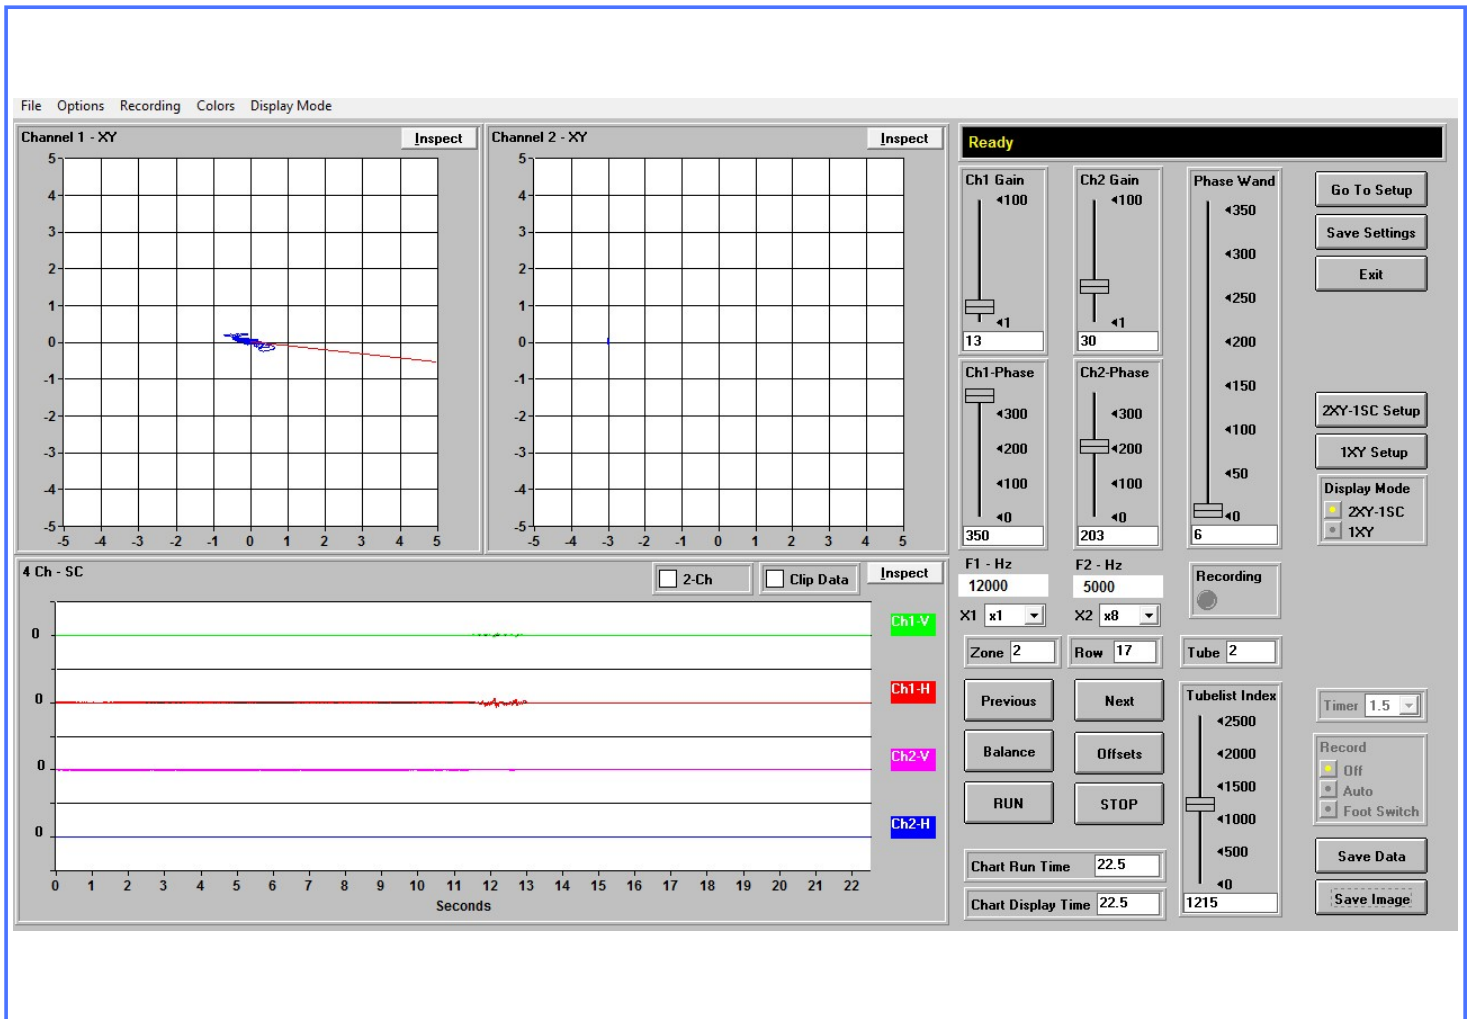 File Options Recording Colors Display Mode
Channel 1 - XY Inspect
5
4
3
2
1
0
-1
-2
-3
-4
-5
-5 -4 -3 -2 -1 0 1 2 3 4 5
Channel 2 - XY Inspect
5
4
3
2
1
0
-1
-2
-3
-4
-5
-5 -4 -3 -2 -1 0 1 2 3 4 5
4 Ch - SC 2-Ch Clip Data Inspect
0 Ch1-V
0 Ch1-H
0 Ch2-V
0 Ch2-H
0 1 2 3 4 5 6 7 8 9 10 11 12 13 14 15 16 17 18 19 20 21 22
Seconds
Ready
Ch1 Gain
100
1
13
Ch2 Gain
100
1
30
Phase Wand
350
300
250
200
150
100
50
0
6
Ch1-Phase
300
200
100
0
350
Ch2-Phase
300
200
100
0
203
Go To Setup
Save Settings
Exit
2XY-1SC Setup
1XY Setup
Display Mode
2XY-1SC
1XY
F1 - Hz
12000
X1 x1
F2 - Hz
5000
X2 x8
Recording
Zone 2 Row 17 Tube 2
Previous Next
Balance Offsets
RUN STOP
Chart Run Time 22.5
Chart Display Time 22.5
Tubelist Index
2500
2000
1500
1000
500
0
1215
Timer 1.5
Record
Off
Auto
Foot Switch
Save Data
Save Image